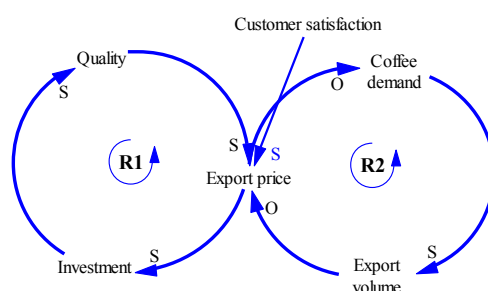 Customer satisfaction
Quality
Coffee
demand
S
O
S
S
R1
R2
Export price
O
S
S
Investment
Export
volume